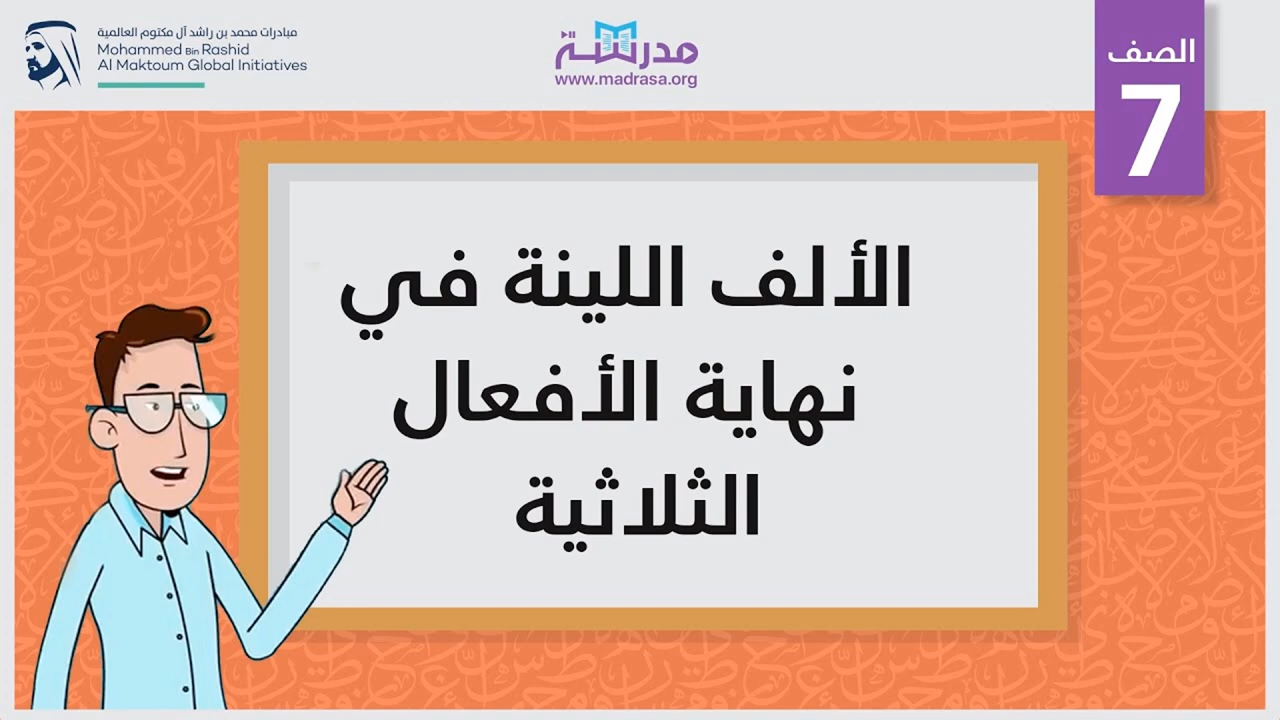 مبادرات محمد بن راشد آل مكتوم العالمية
Mohammed Bin Rashid
Al Maktoum Global Initiatives
مدرسة
www.madrasa.org
الصف
7
الألف اللينة في
نهاية الأفعال
الثلاثية